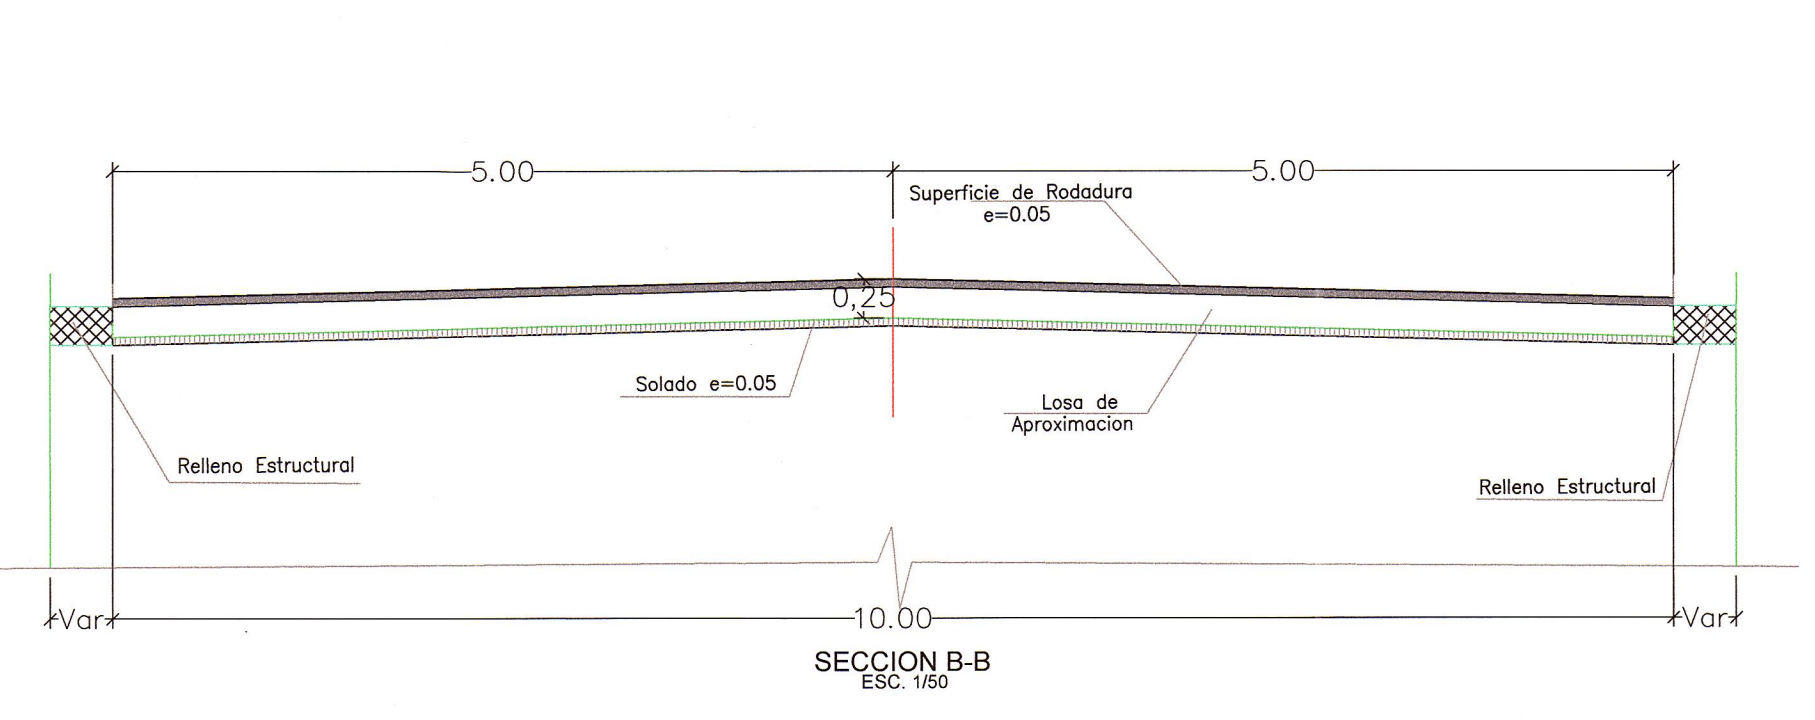 5.00
5.00
Superficie de Rodadura
e=0.05
0,25
Solado e=0.05
Losa de
Aproximacion
Relleno Estructural
Relleno Estructural
Var
10.00
Var
SECCION B-B
ESC. 1/50